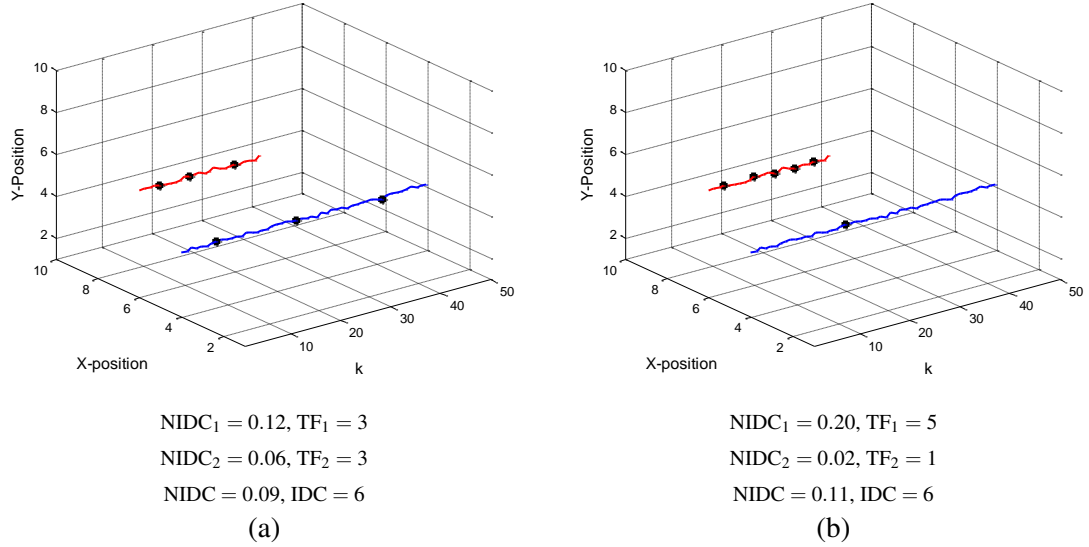 10
8
6
4
2
Y-Position
10
8
6
4
2
X-position
10
20
30
40
50
k
NIDC₁ = 0.12, TF₁ = 3
NIDC₂ = 0.06, TF₂ = 3
NIDC = 0.09, IDC = 6
(a)
10
8
6
4
2
Y-Position
10
8
6
4
2
X-position
10
20
30
40
50
k
NIDC₁ = 0.20, TF₁ = 5
NIDC₂ = 0.02, TF₂ = 1
NIDC = 0.11, IDC = 6
(b)